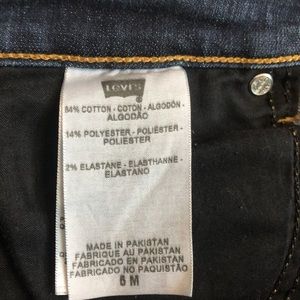 LEVI'S
®
84% COTTON - COTON - ALGODÓN -
ALGODÃO
14% POLYESTER - POLIÉSTER -
POLIESTER
2% ELASTANE - ELASTHANNE -
ELASTANO
MADE IN PAKISTAN
FABRIQUE AU PAKISTAN
FABRICADO EN PAKISTAN
FABRICADO NO PAQUISTÃO
6 M